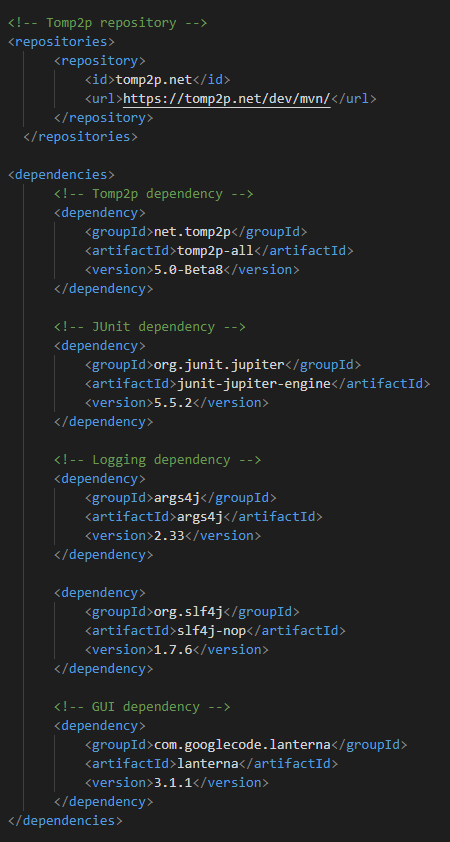 <!-- Tomp2p repository -->
<repositories>
<repository>
<id>tomp2p.net</id>
<url>https://tomp2p.net/dev/mvn/</url>
</repository>
</repositories>
<dependencies>
<!-- Tomp2p dependency -->
<dependency>
<groupId>net.tomp2p</groupId>
<artifactId>tomp2p-all</artifactId>
<version>5.0-Beta8</version>
</dependency>
<!-- JUnit dependency -->
<dependency>
<groupId>org.junit.jupiter</groupId>
<artifactId>junit-jupiter-engine</artifactId>
<version>5.5.2</version>
</dependency>
<!-- Logging dependency -->
<dependency>
<groupId>args4j</groupId>
<artifactId>args4j</artifactId>
<version>2.33</version>
</dependency>
<dependency>
<groupId>org.slf4j</groupId>
<artifactId>slf4j-nop</artifactId>
<version>1.7.6</version>
</dependency>
<!-- GUI dependency -->
<dependency>
<groupId>com.googlecode.lanterna</groupId>
<artifactId>lanterna</artifactId>
<version>3.1.1</version>
</dependency>
</dependencies>